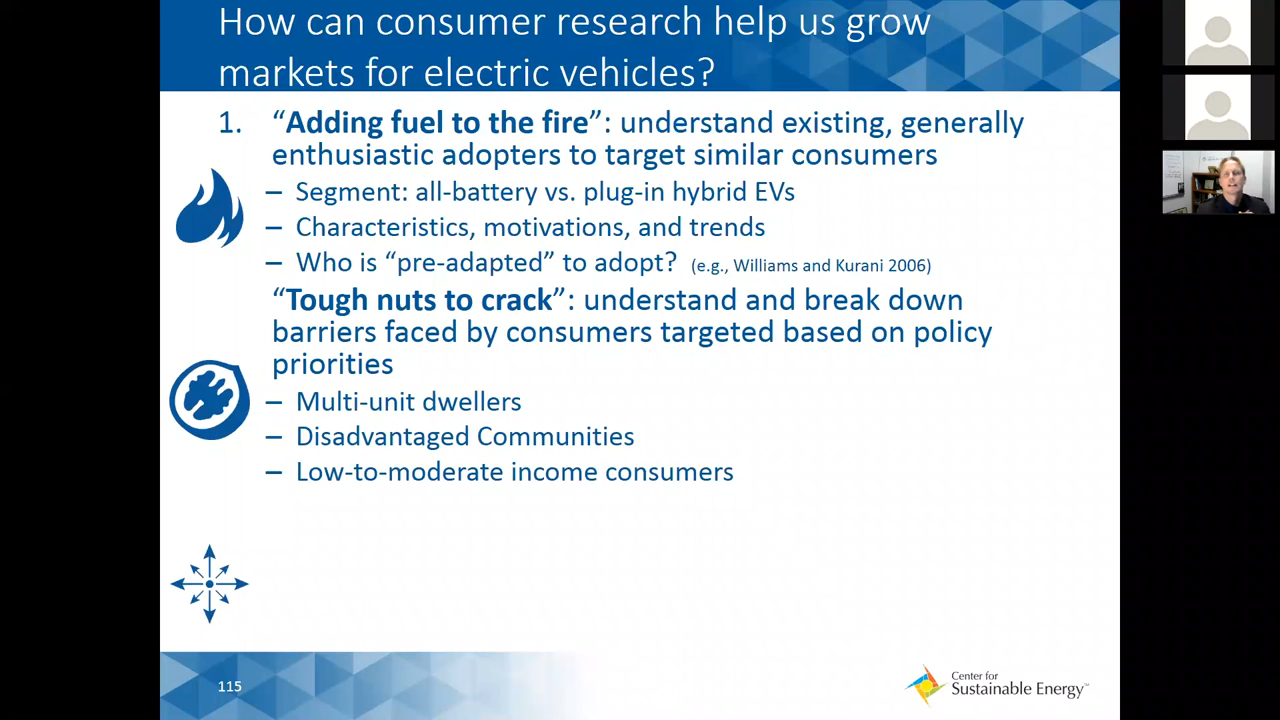 How can consumer research help us grow
markets for electric vehicles?
1. “Adding fuel to the fire”: understand existing, generally
enthusiastic adopters to target similar consumers
– Segment: all-battery vs. plug-in hybrid EVs
– Characteristics, motivations, and trends
– Who is “pre-adapted” to adopt? (e.g., Williams and Kurani 2006)
“Tough nuts to crack”: understand and break down
barriers faced by consumers targeted based on policy
priorities
– Multi-unit dwellers
– Disadvantaged Communities
– Low-to-moderate income consumers
115
Center for
Sustainable Energy™